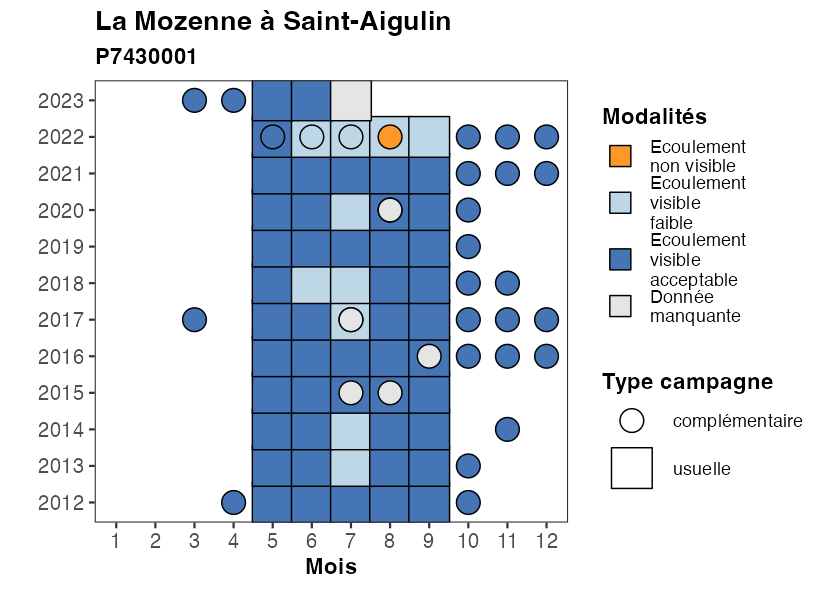 La Mozenne à Saint-Aigulin
P7430001
2023
2022
2021
2020
2019
2018
2017
2016
2015
2014
2013
2012
1 2 3 4 5 6 7 8 9 10 11 12
Mois
Modalités
Ecoulement
non visible
Ecoulement
visible
faible
Ecoulement
visible
acceptable
Donnée
manquante
Type campagne
complémentaire
usuelle